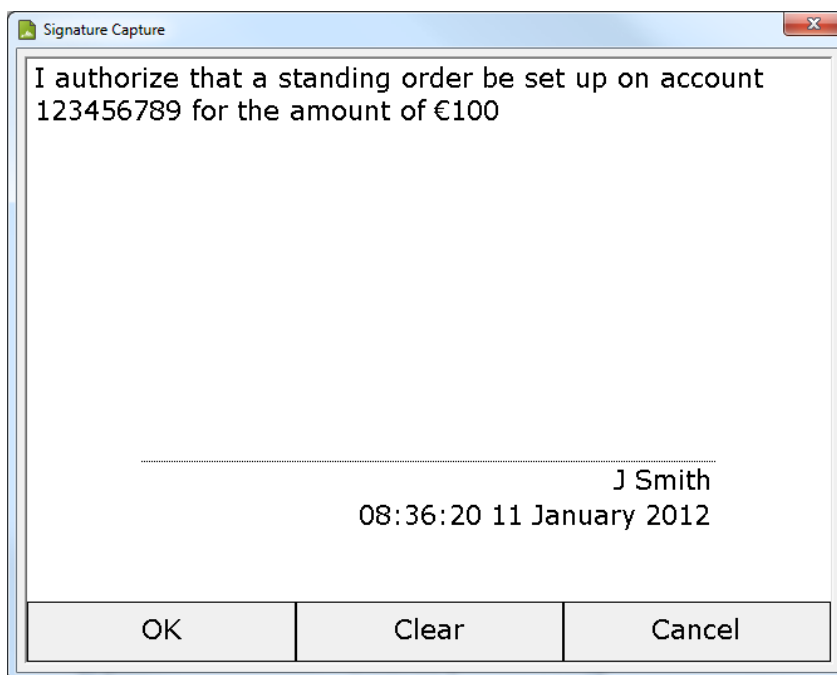 Signature Capture
I authorize that a standing order be set up on account
123456789 for the amount of €100
J Smith
08:36:20 11 January 2012
OK
Clear
Cancel